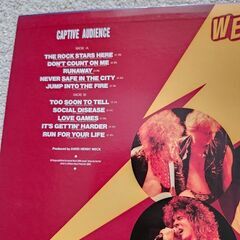 CAPTIVE AUDIENCE
WE
SIDE A
THE ROCK STARS HERE
DON'T COUNT ON ME
RUNAWAY
NEVER SAFE IN THE CITY
JUMP INTO THE FIRE
SIDE B
TOO SOON TO TELL
SOCIAL DISEASE
LOVE GAMES
IT'S GETTIN' HARDER
RUN FOR YOUR LIFE
Produced by DAVID HENRY